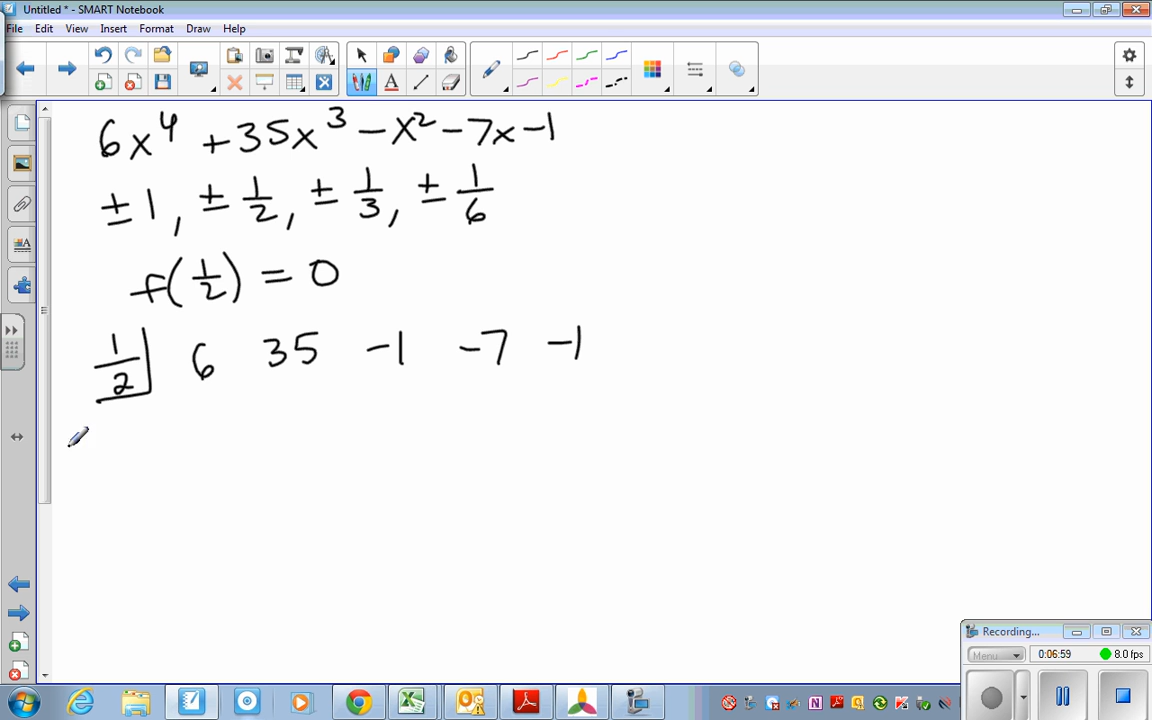 Untitled * - SMART Notebook
File Edit View Insert Format Draw Help
6x⁴ + 35x³ - x² - 7x - 1
± 1, ± 1/2, ± 1/3, ± 1/6
f(1/2) = 0
1/2 6 35 -1 -7 -1
Recording...
Menu 0:06:59 8.0 fps